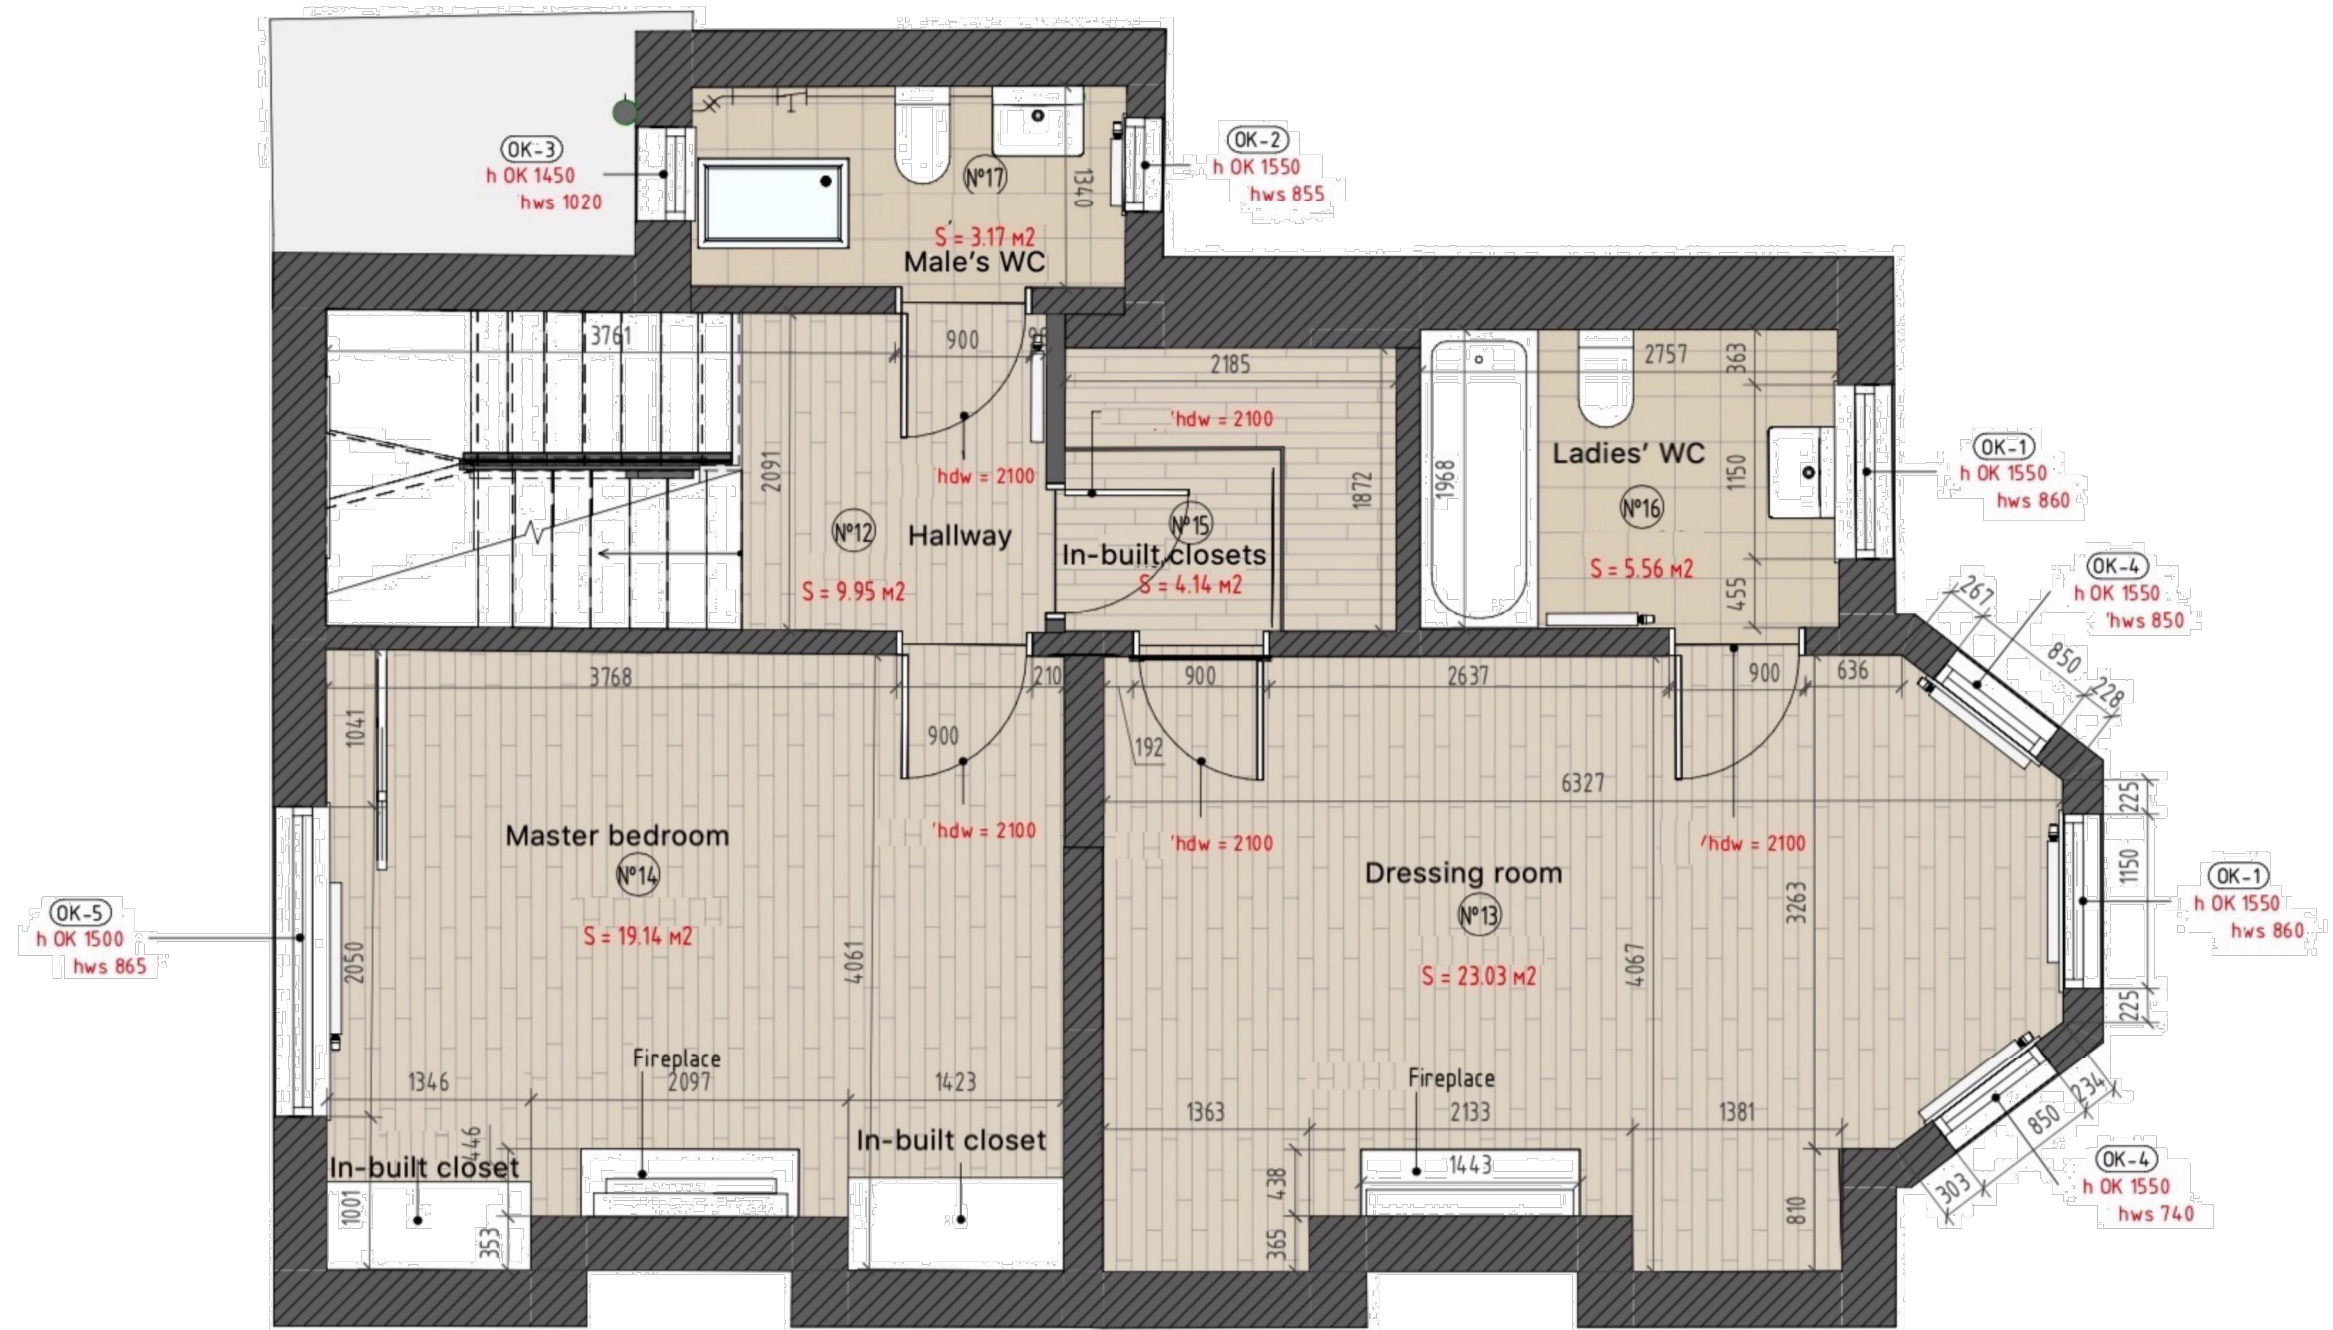 OK-3
h OK 1450
hws 1020
OK-2
h OK 1550
hws 855
Nº17
1340
S = 3.17 м2
Male's WC
3761
900
2185
2757
363
hdw = 2100
hdw = 2100
2091
1872
1968
Ladies' WC
1150
Nº16
S = 5.56 м2
455
OK-1
h OK 1550
hws 860
Nº12
Hallway
S = 9.95 м2
Nº15
In-built closets
S = 4.14 м2
OK-4
h OK 1550
hws 850
267
850
228
3768
210
900
2637
900
636
1041
900
192
6327
225
hdw = 2100
hdw = 2100
hdw = 2100
Master bedroom
Nº14
S = 19.14 м2
Dressing room
Nº13
S = 23.03 м2
3263
1150
OK-1
h OK 1550
hws 860
OK-5
h OK 1500
hws 865
2050
4061
4067
225
Fireplace
1346
2097
1423
Fireplace
1363
2133
1381
234
850
303
446
In-built closet
In-built closet
1443
438
OK-4
h OK 1550
hws 740
1001
353
365
810